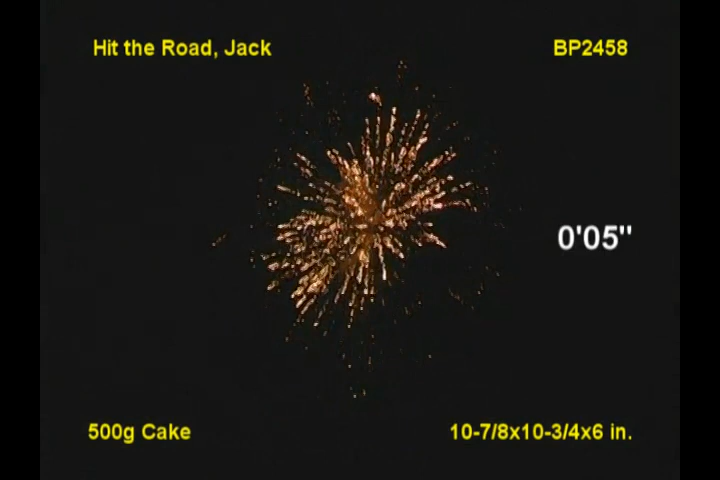 Hit the Road, Jack
BP2458
0'05"
500g Cake
10-7/8x10-3/4x6 in.